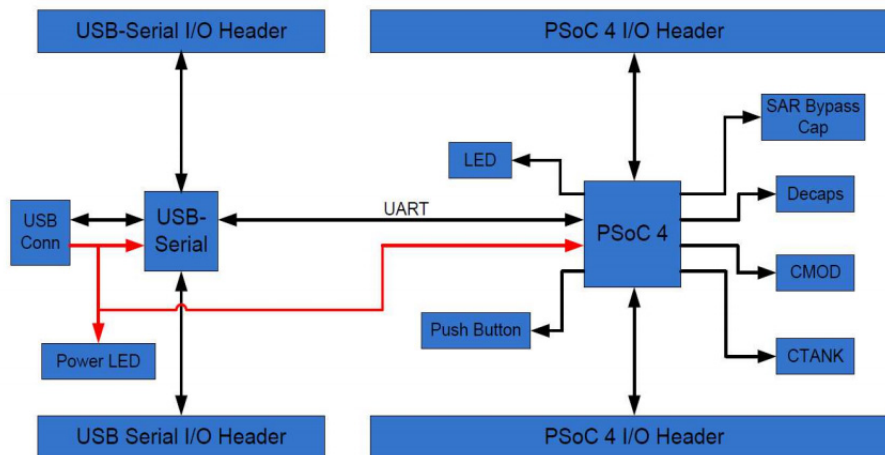 USB-Serial I/O Header
PSoC 4 I/O Header
SAR Bypass
Cap
LED
Decaps
USB
Conn
USB-
Serial
UART
PSoC 4
CMOD
Push Button
Power LED
CTANK
USB Serial I/O Header
PSoC 4 I/O Header